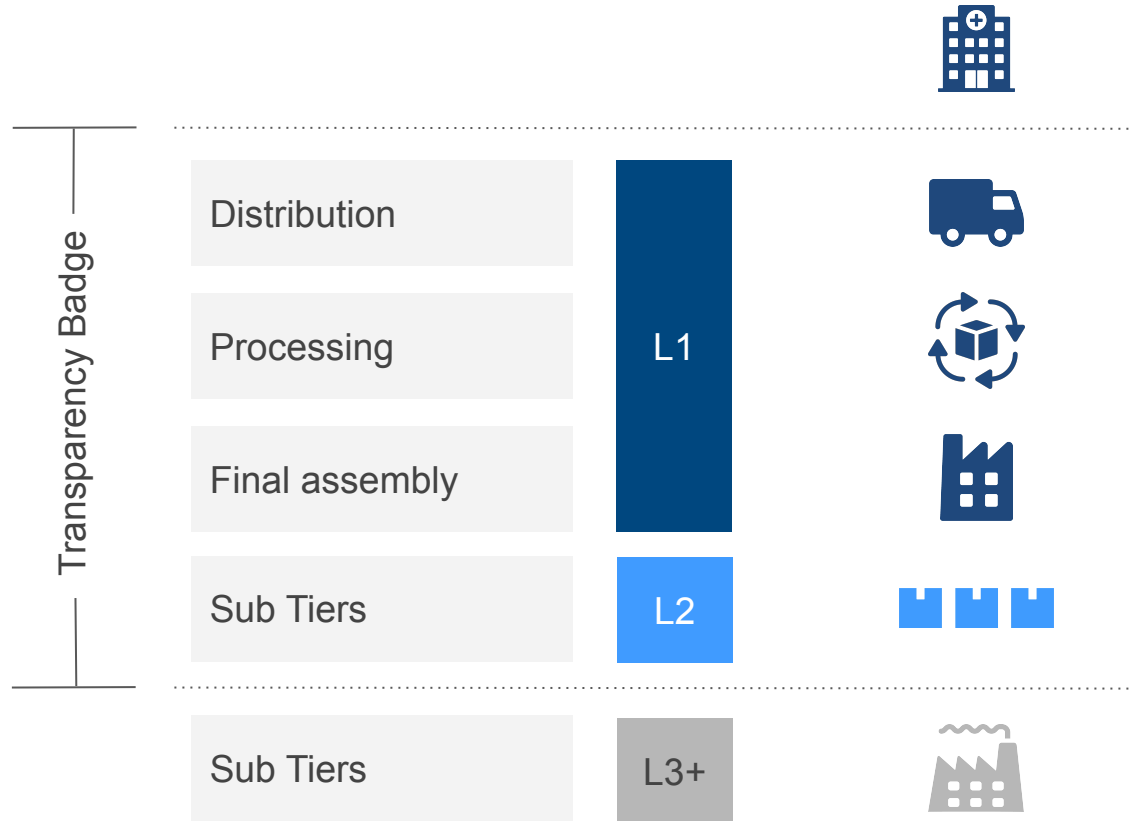 Transparency Badge
Distribution
Processing
L1
Final assembly
Sub Tiers
L2
Sub Tiers
L3+